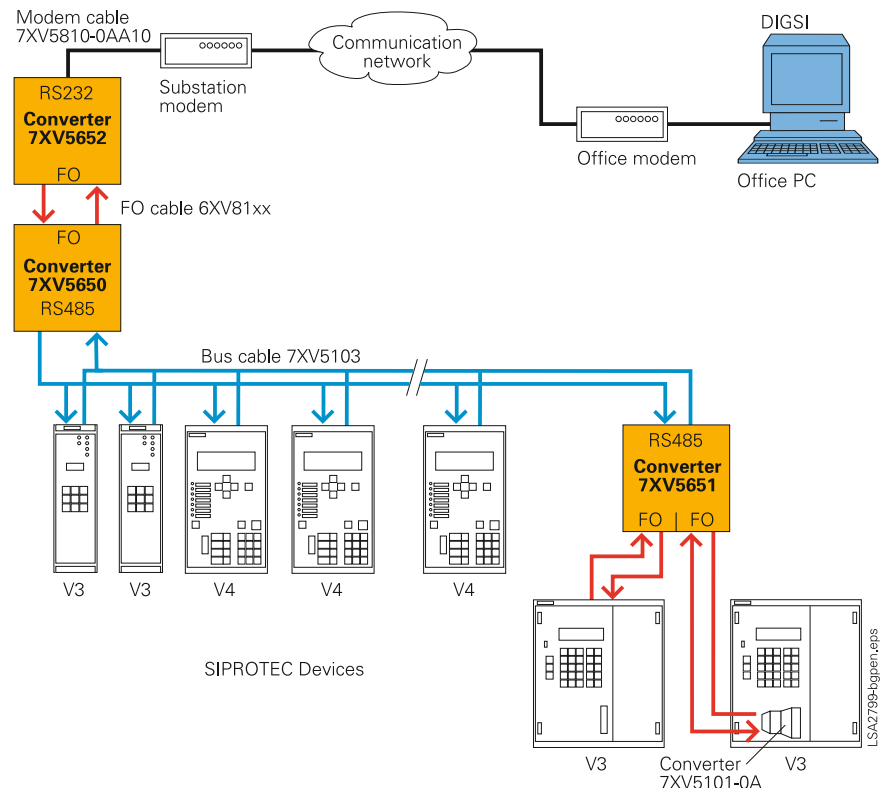 Modem cable
7XV5810-0AA10
Substation
modem
Communication
network
Office modem
DIGSI
Office PC
RS232
Converter
7XV5652
FO
FO cable 6XV81xx
FO
Converter
7XV5650
RS485
Bus cable 7XV5103
V3
V3
V4
V4
V4
SIPROTEC Devices
RS485
Converter
7XV5651
FO | FO
V3
Converter
7XV5101-0A
V3
LSA2799-bgpen.eps